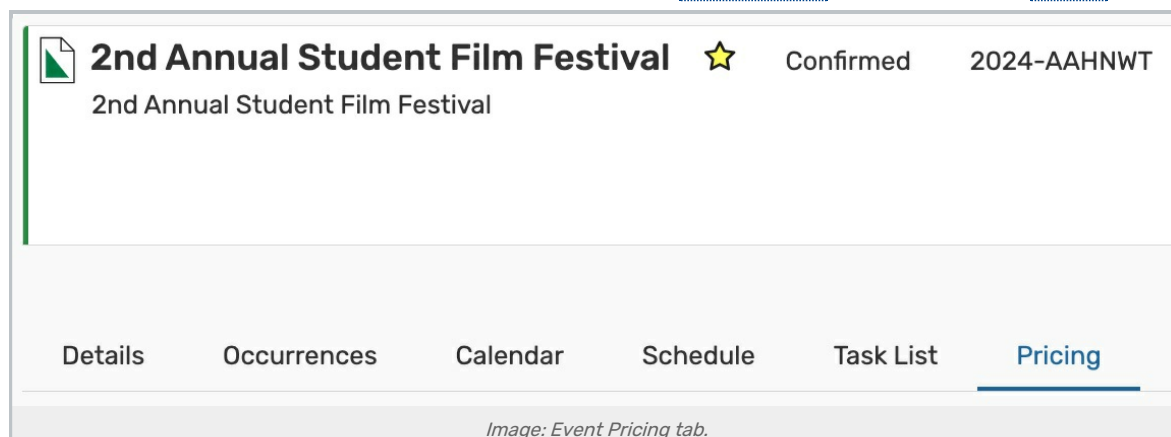 2nd Annual Student Film Festival Confirmed 2024-AAHNWT
2nd Annual Student Film Festival
Details Occurrences Calendar Schedule Task List Pricing
Image: Event Pricing tab.